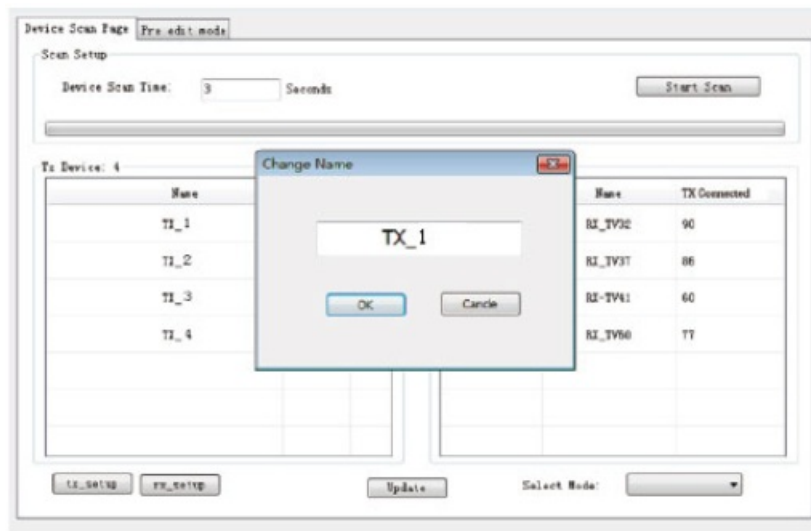 Device Scan Page Pre edit mode
Scan Setup
Device Scan Time: 3 Seconds Start Scan
Tx Device: 4
Change Name
Name Name TX Connected
TX_1 RX_TV32 90
TX_1
TX_2 RX_TV37 86
TX_3 RX-TV41 60
OK Cancle
TX_4 RX_TV60 77
tx_setup rx_setup Update Select Mode: